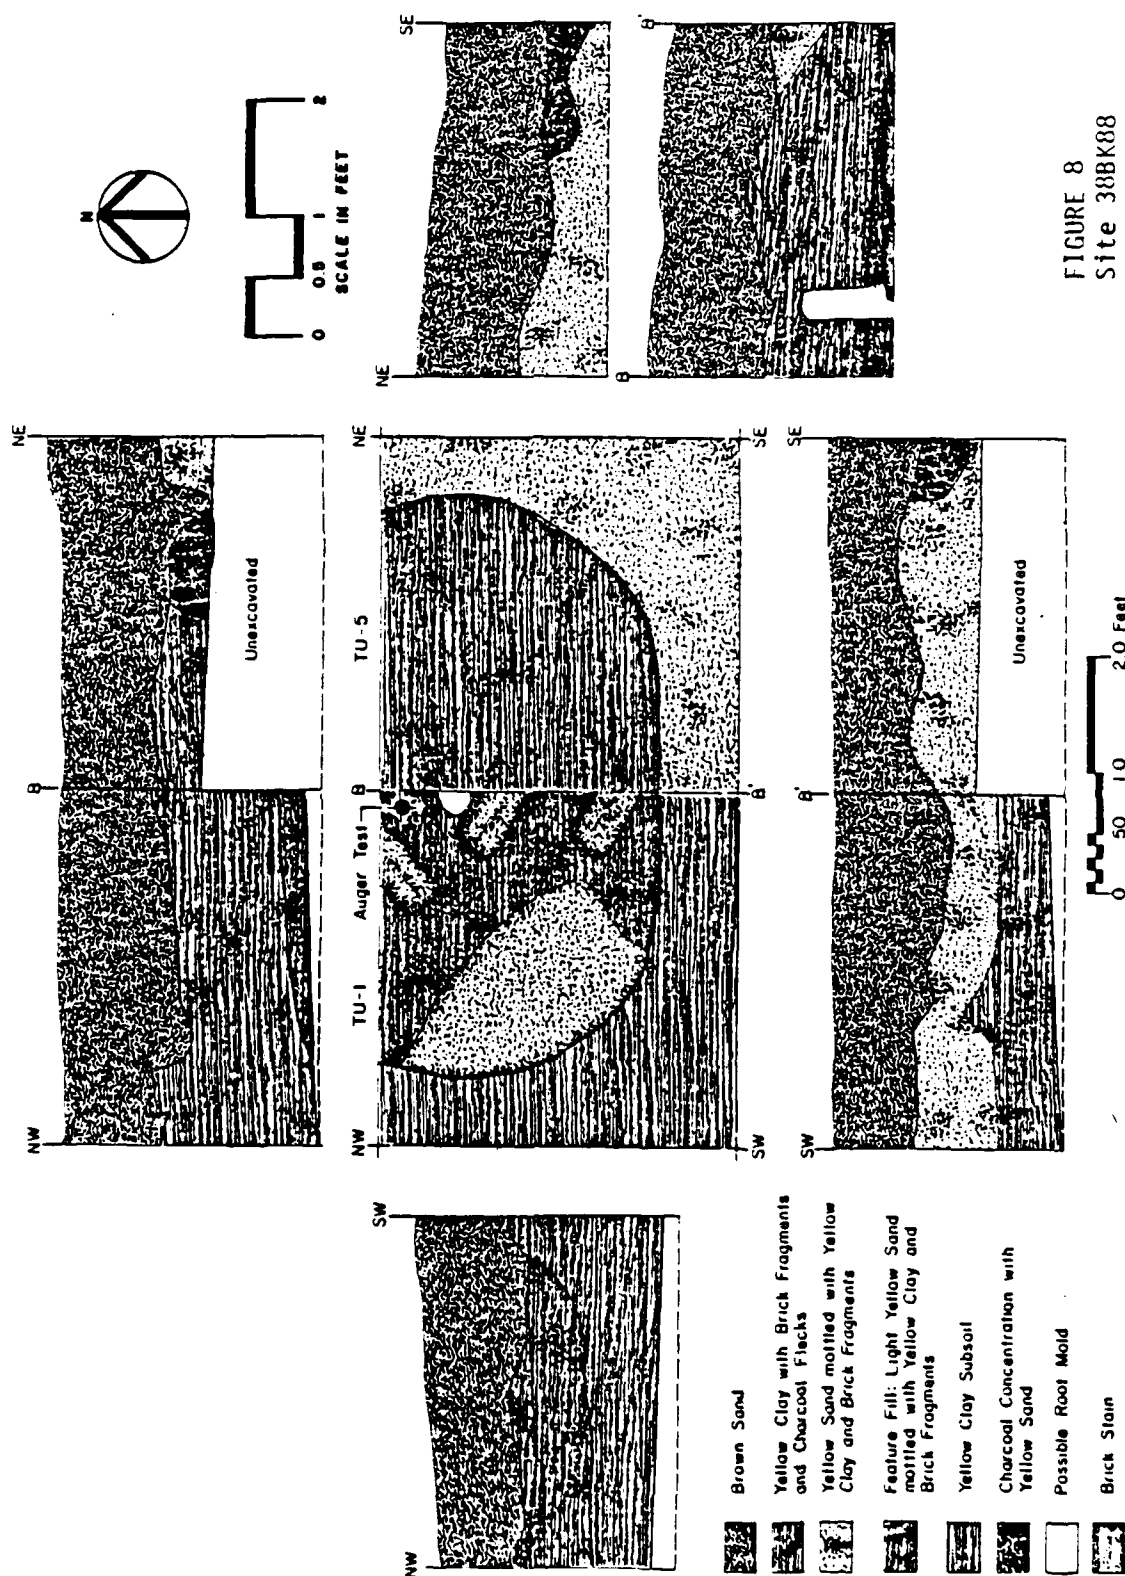 NW
B
NE
Unexcavated
N
0
0.5
1
2
SCALE IN FEET
NW
SW
NW
TU-1
Auger Test
B
TU-5
NE
SW
B'
SE
NE
SE
B
B'
SW
B'
SE
Unexcavated
Brown Sand
Yellow Clay with Brick Fragments
and Charcoal Flecks
Yellow Sand mottled with Yellow
Clay and Brick Fragments
Feature Fill: Light Yellow Sand
mottled with Yellow Clay and
Brick Fragments
Yellow Clay Subsoil
Charcoal Concentration with
Yellow Sand
Possible Root Mold
Brick Stain
0 50 1.0 2.0 Feet
FIGURE 8
Site 38BK88